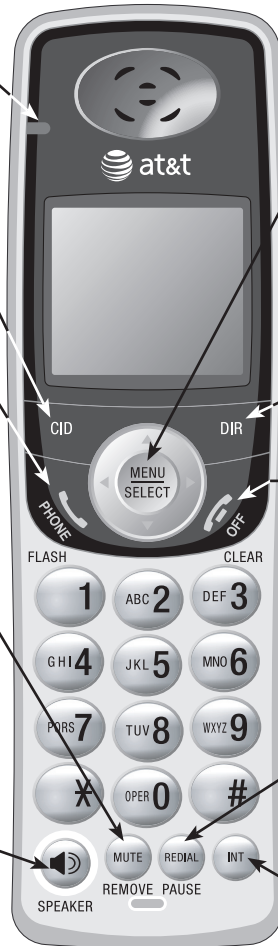 at&t
CID DIR
MENU
SELECT
PHONE OFF
FLASH CLEAR
1 ABC 2 DEF 3
GHI 4 JKL 5 MNO 6
PQRS 7 TUV 8 WXYZ 9
* OPER 0 #
MUTE REDIAL INT
REMOVE PAUSE
SPEAKER